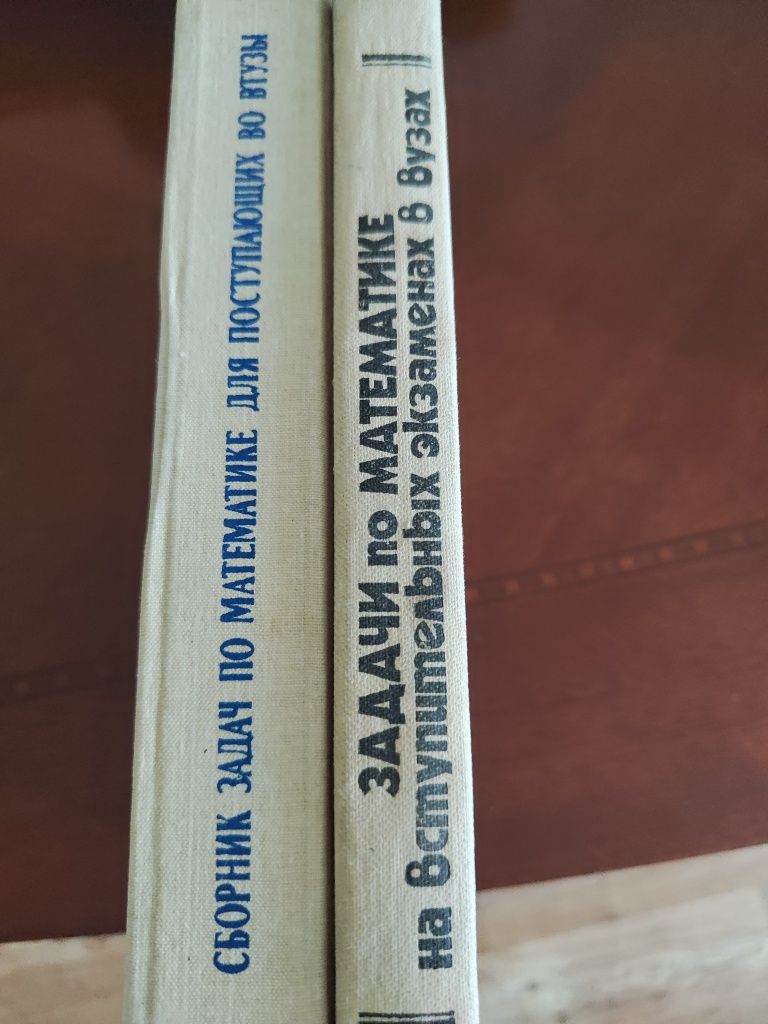 СБОРНИК ЗАДАЧ ПО МАТЕМАТИКЕ ДЛЯ ПОСТУПАЮЩИХ ВО ВТУЗЫ
ЗАДАЧИ по МАТЕМАТИКЕ
на вступительных экзаменах в вузах